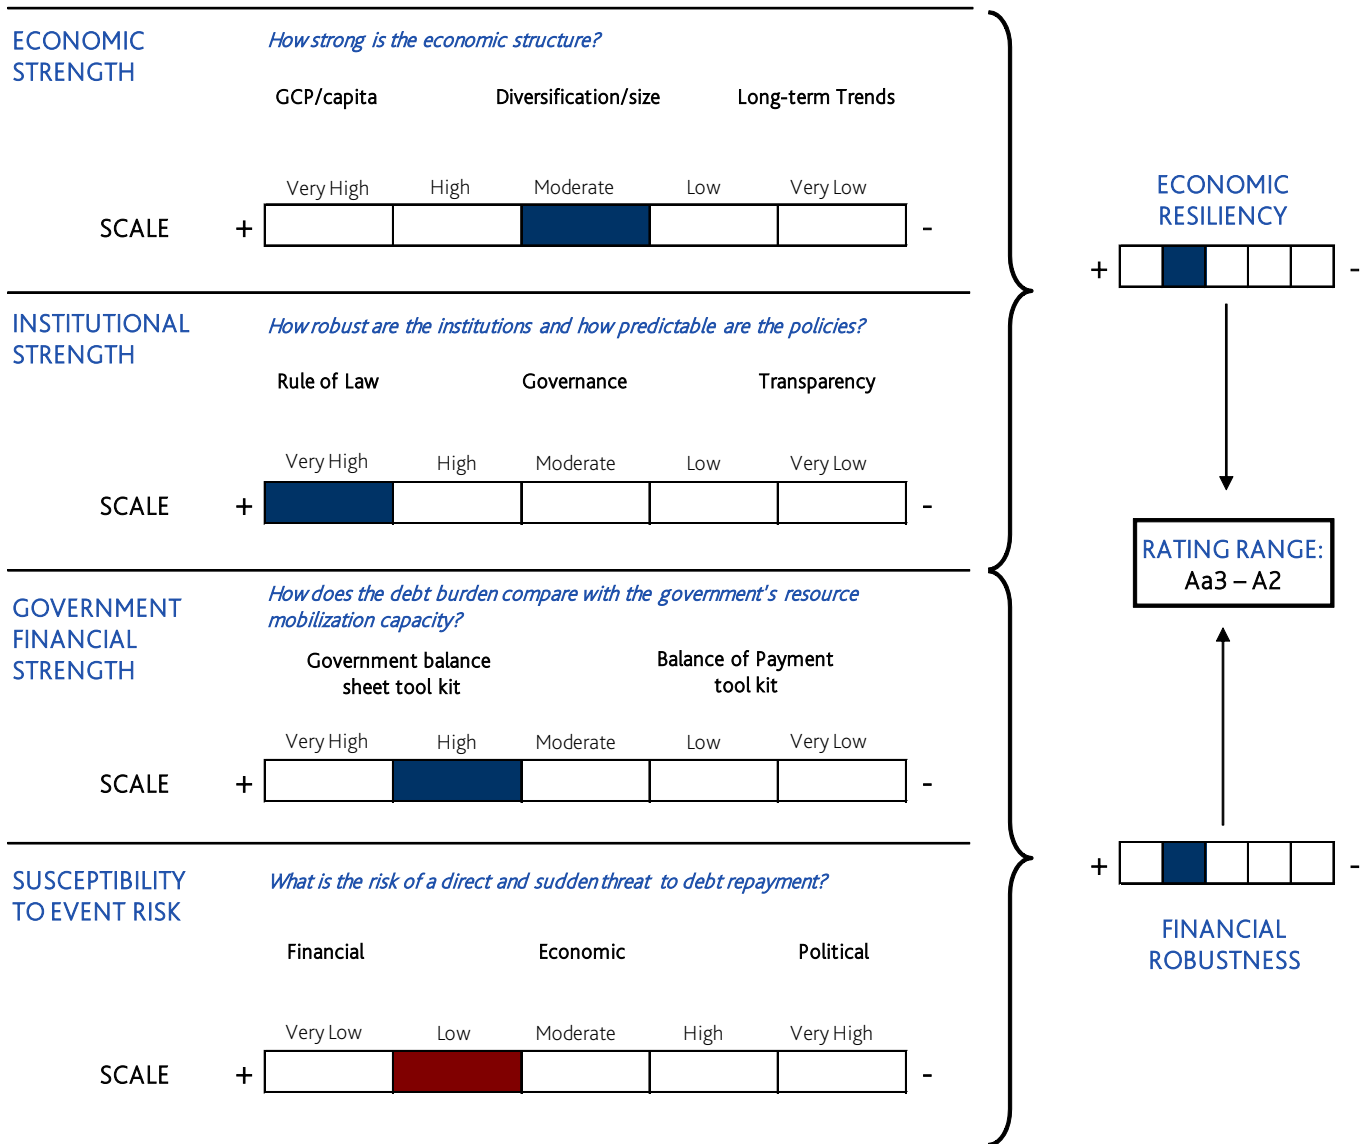 ECONOMIC
STRENGTH
How strong is the economic structure?
GCP/capita Diversification/size Long-term Trends
Very High High Moderate Low Very Low
SCALE + -
INSTITUTIONAL
STRENGTH
How robust are the institutions and how predictable are the policies?
Rule of Law Governance Transparency
Very High High Moderate Low Very Low
SCALE + -
GOVERNMENT
FINANCIAL
STRENGTH
How does the debt burden compare with the government's resource
mobilization capacity?
Government balance
sheet tool kit
Balance of Payment
tool kit
Very High High Moderate Low Very Low
SCALE + -
SUSCEPTIBILITY
TO EVENT RISK
What is the risk of a direct and sudden threat to debt repayment?
Financial Economic Political
Very Low Low Moderate High Very High
SCALE + -
ECONOMIC
RESILIENCY
+ -
RATING RANGE:
Aa3 – A2
+ -
FINANCIAL
ROBUSTNESS